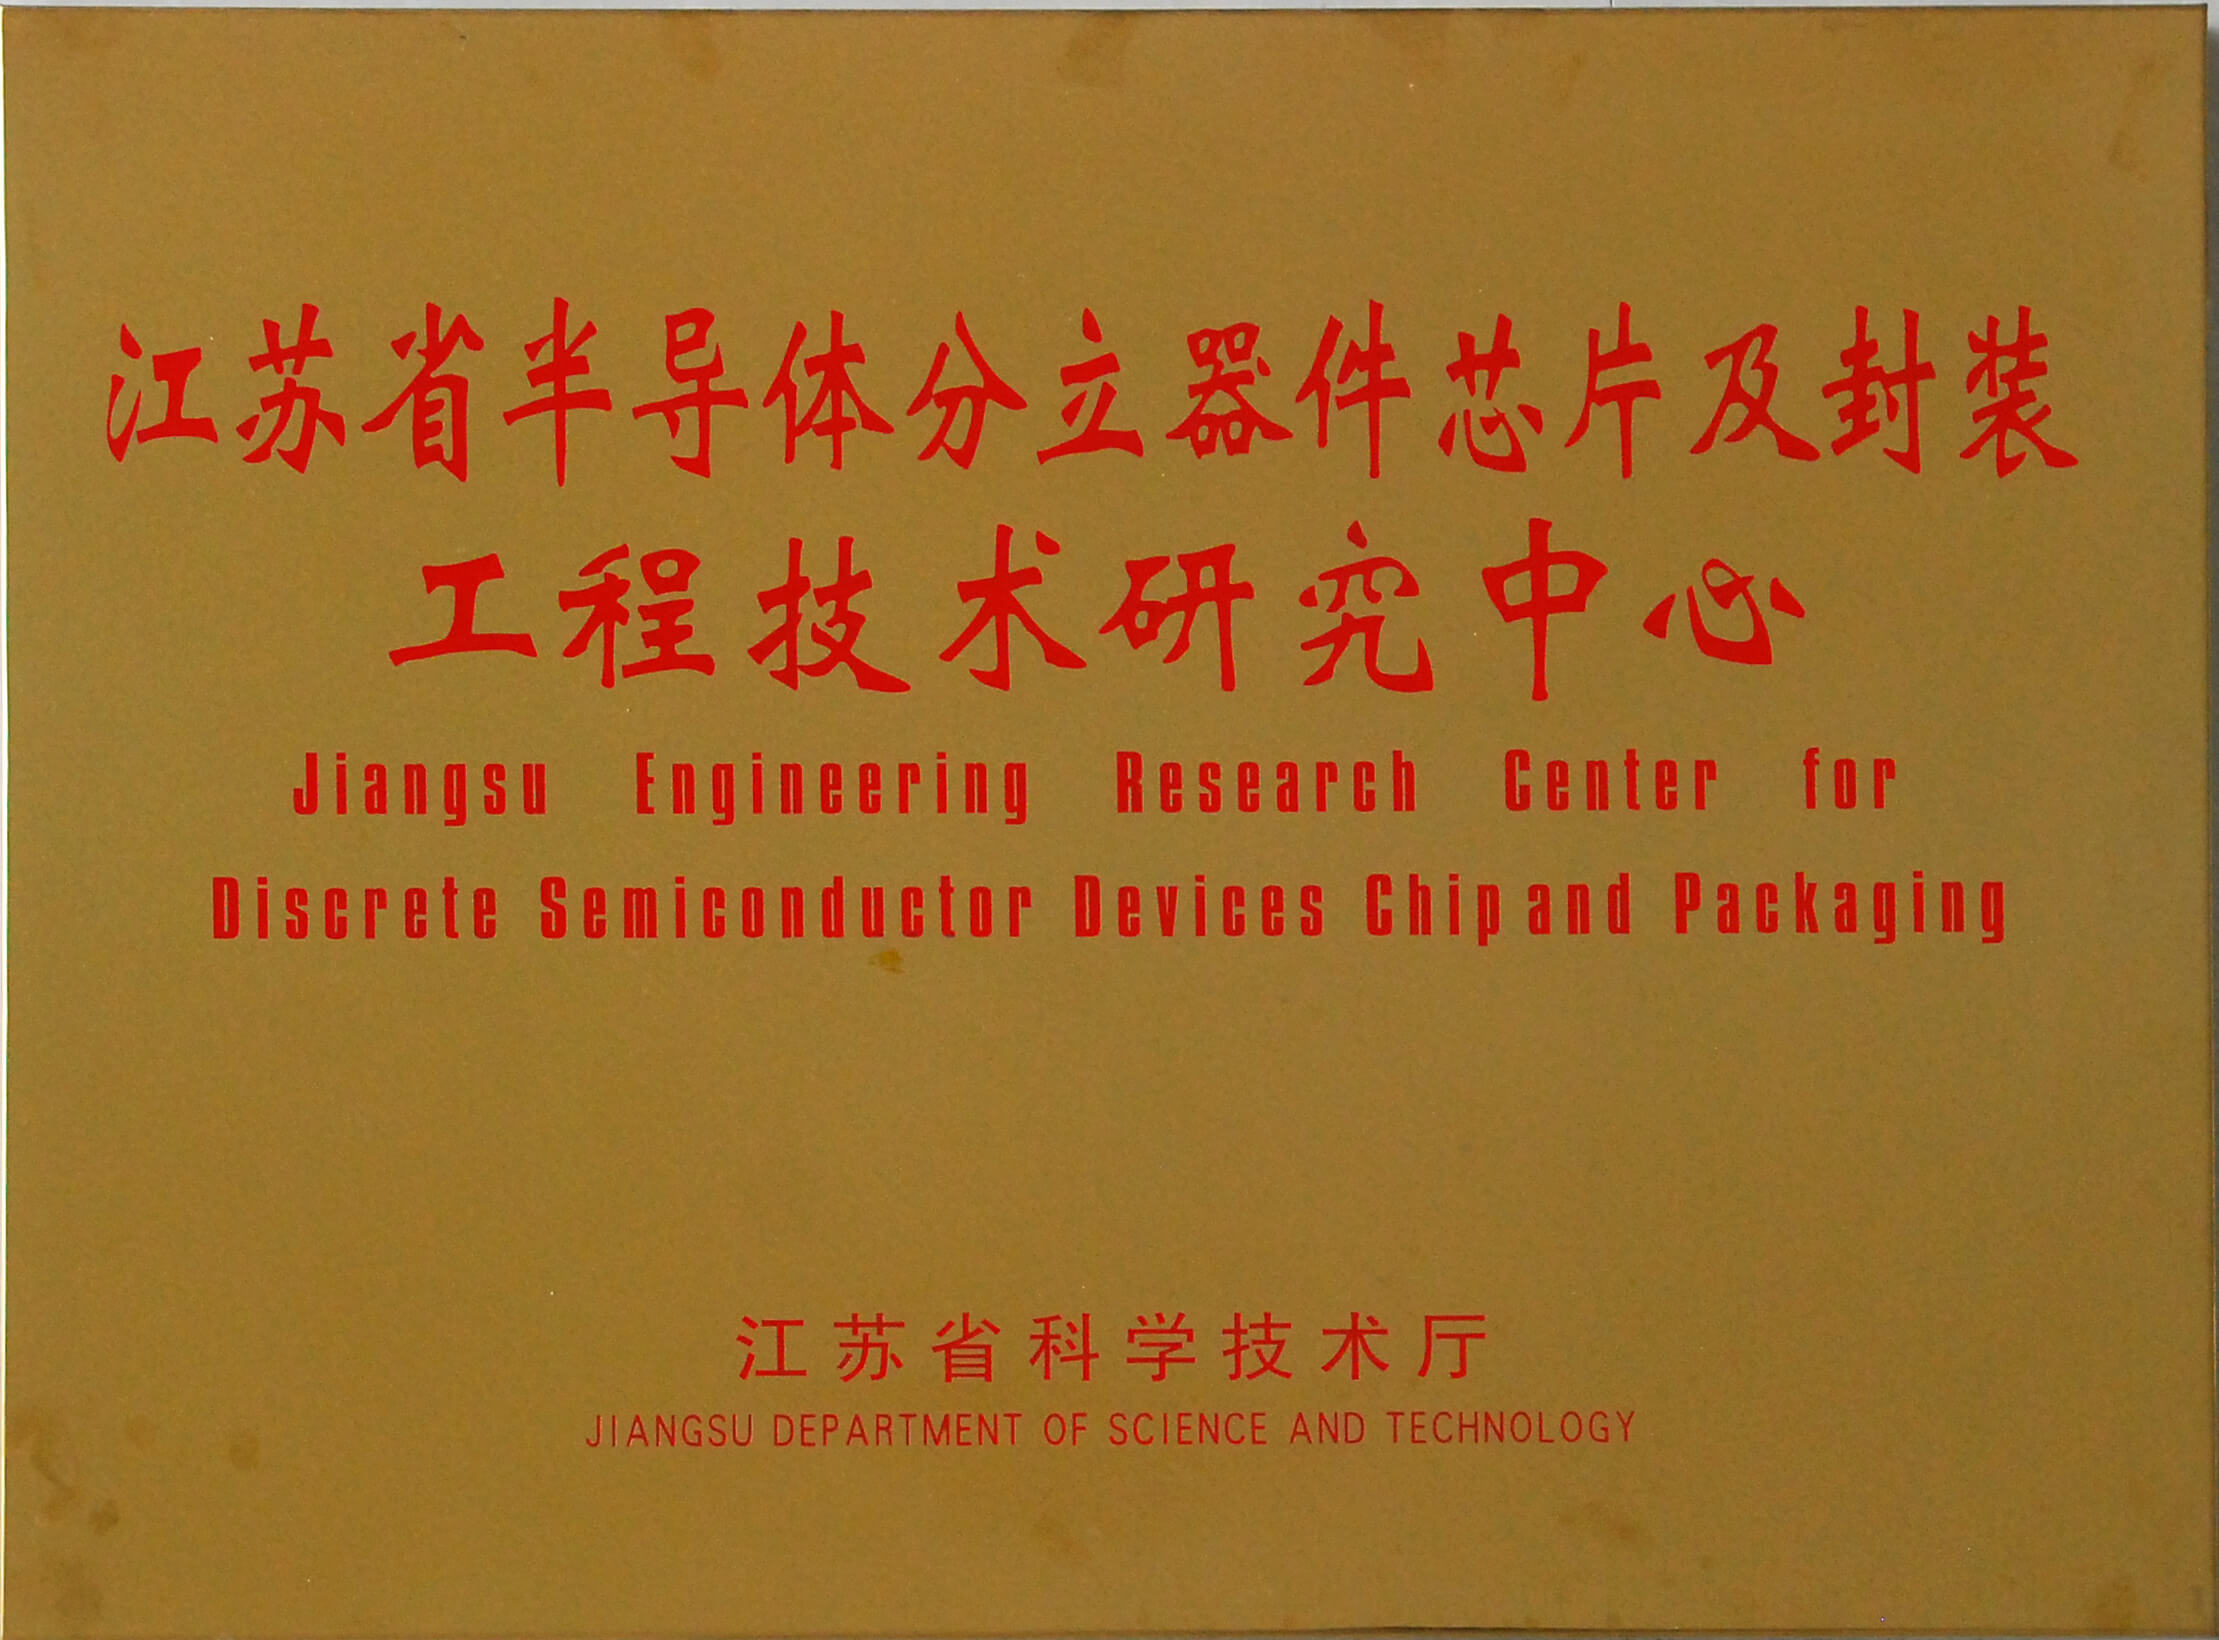 江苏省半导体分立器件芯片及封装
工程技术研究中心
Jiangsu Engineering Research Center for
Discrete Semiconductor Devices Chip and Packaging
江苏省科学技术厅
JIANGSU DEPARTMENT OF SCIENCE AND TECHNOLOGY